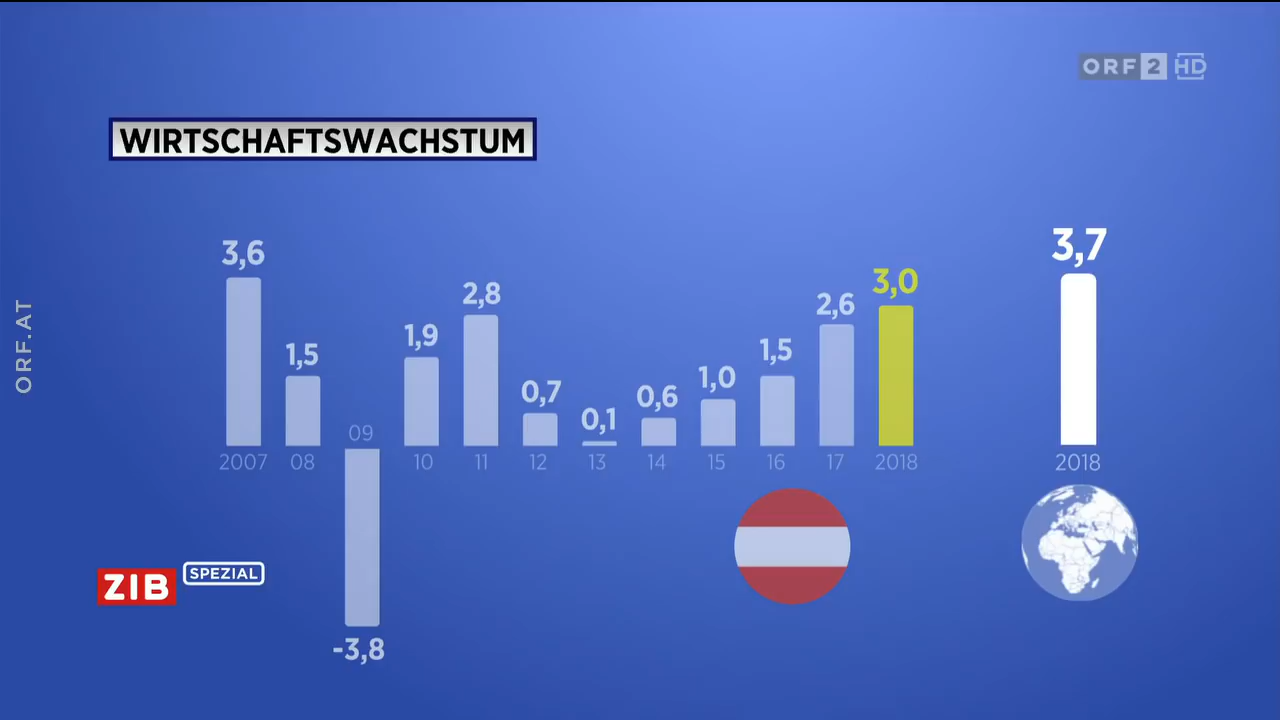 ORF 2 HD
WIRTSCHAFTSWACHSTUM
ORF.AT
3,6
1,5
1,9
2,8
0,7
0,1
0,6
1,0
1,5
2,6
3,0
3,7
2007 08 09 10 11 12 13 14 15 16 17 2018 2018
-3,8
ZIB SPEZIAL